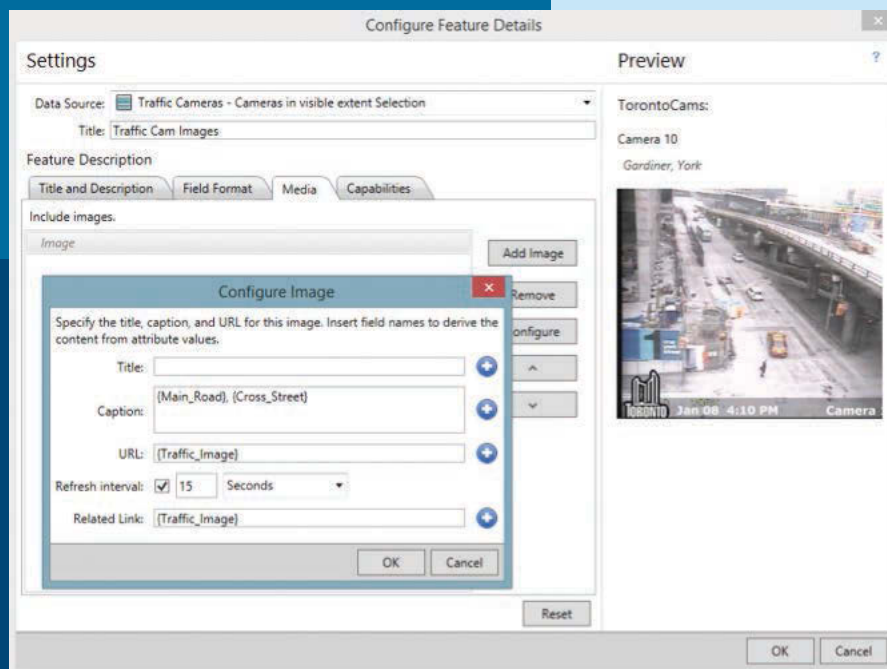 Configure Feature Details
Settings
Preview
?
Data Source: Traffic Cameras - Cameras in visible extent Selection
Title: Traffic Cam Images
Feature Description
Title and Description Field Format Media Capabilities
Include images.
Image
Add Image
Remove
onfigure
Configure Image
Specify the title, caption, and URL for this image. Insert field names to derive the
content from attribute values.
Title:
Caption: {Main_Road}, {Cross_Street}
URL: {Traffic_Image}
Refresh interval: 15 Seconds
Related Link: {Traffic_Image}
OK Cancel
Reset
TorontoCams:
Camera 10
Gardiner, York
TORONTO Jan 08 4:10 PM Camera
OK Cancel